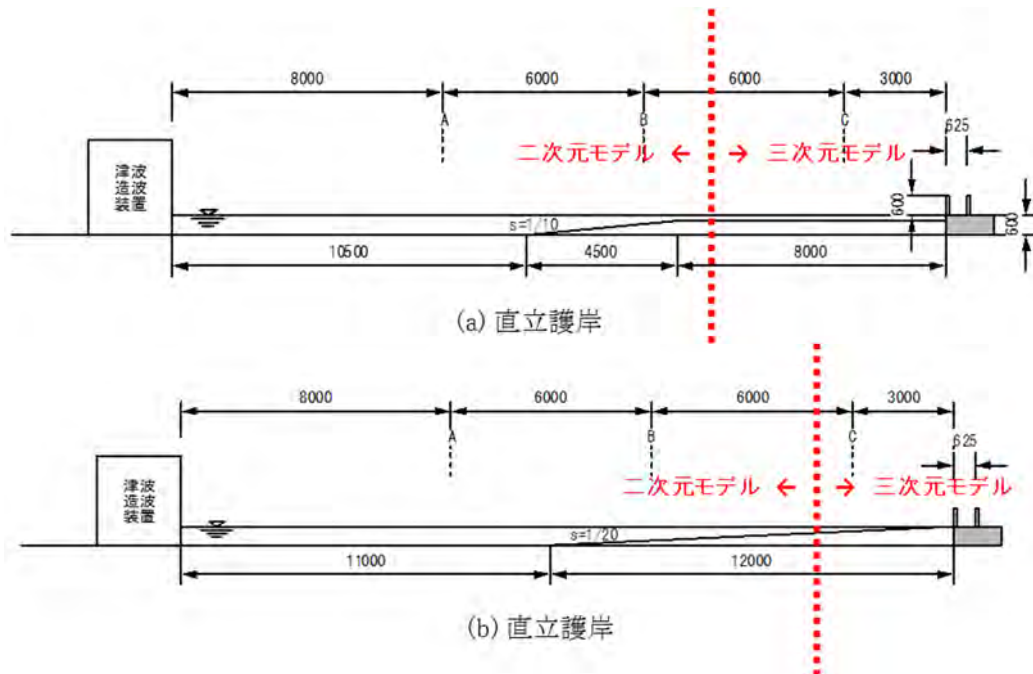 8000 6000 6000 3000
A B C 625
二次元モデル ← → 三次元モデル
津波
造波
装置
s=1/10
600
600
10500 4500 8000
(a) 直立護岸
8000 6000 6000 3000
A B C 625
二次元モデル ← → 三次元モデル
津波
造波
装置
s=1/20
11000 12000
(b) 直立護岸